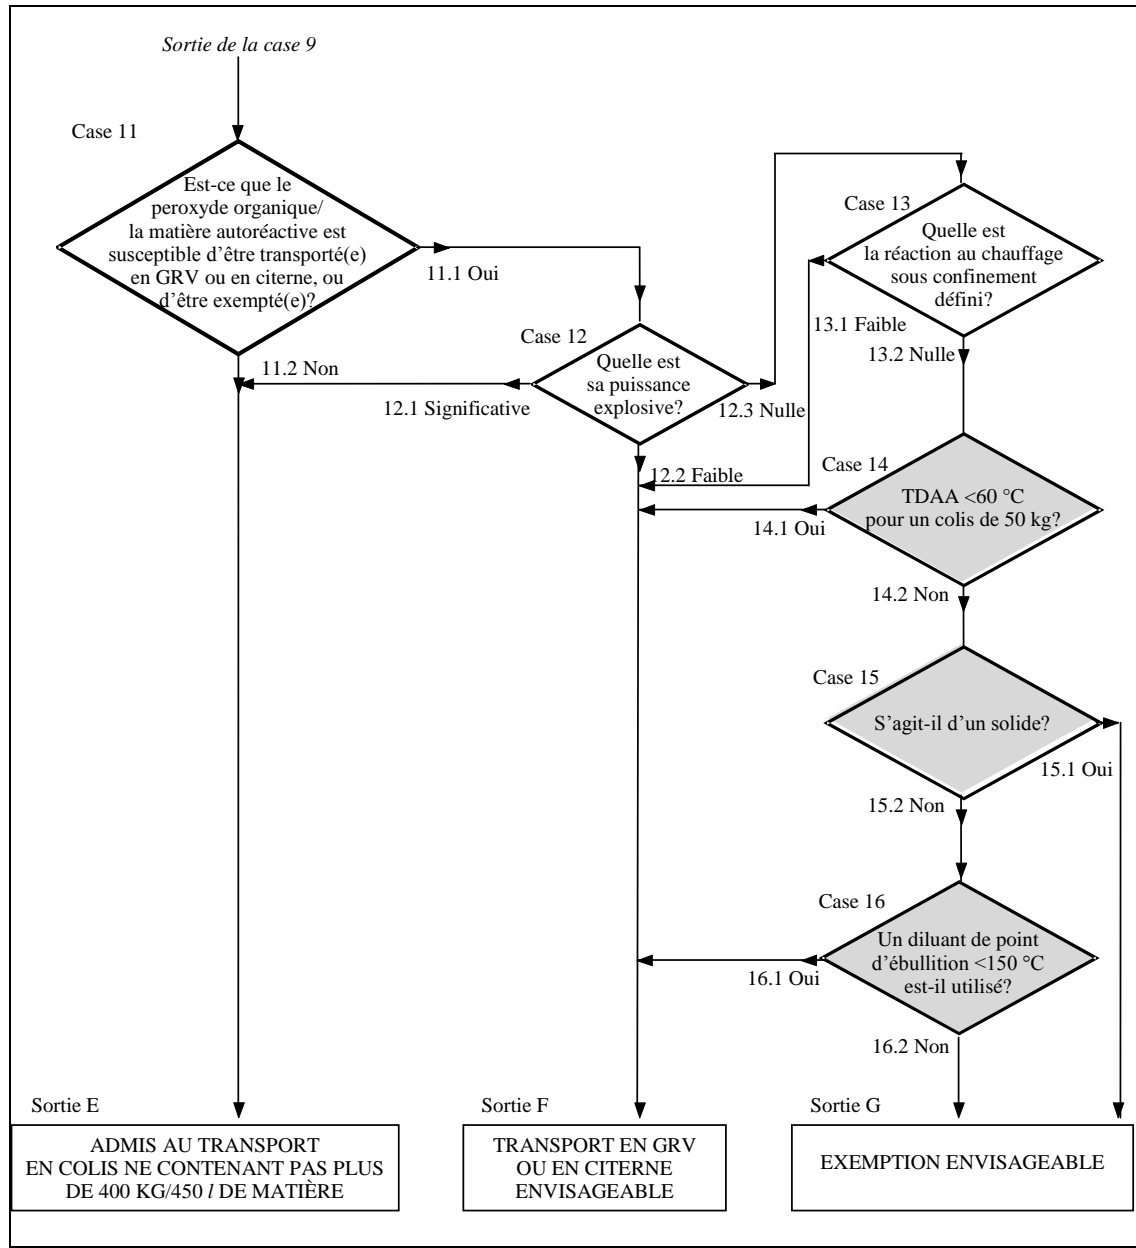 Sortie de la case 9
Case 11
Est-ce que le
peroxyde organique/
la matière autoréactive est
susceptible d'être transporté(e)
en GRV ou en citerne, ou
d'être exempté(e)?
11.1 Oui
11.2 Non
Case 12
Quelle est
sa puissance
explosive?
12.1 Significative
12.3 Nulle
12.2 Faible
Case 13
Quelle est
la réaction au chauffage
sous confinement
défini?
13.1 Faible
13.2 Nulle
Case 14
TDAA <60 °C
pour un colis de 50 kg?
14.1 Oui
14.2 Non
Case 15
S'agit-il d'un solide?
15.1 Oui
15.2 Non
Case 16
Un diluant de point
d'ébullition <150 °C
est-il utilisé?
16.1 Oui
16.2 Non
Sortie E
ADMIS AU TRANSPORT
EN COLIS NE CONTENANT PAS PLUS
DE 400 KG/450 l DE MATIÈRE
Sortie F
TRANSPORT EN GRV
OU EN CITERNE
ENVISAGEABLE
Sortie G
EXEMPTION ENVISAGEABLE